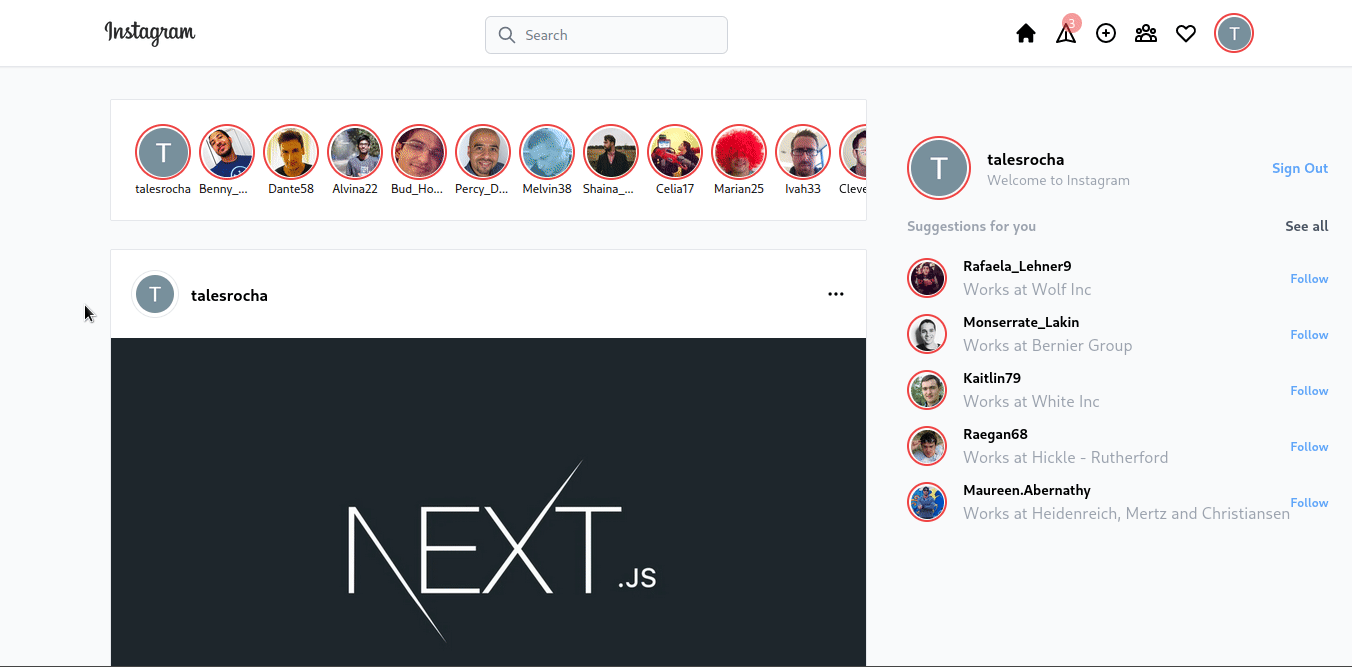 Instagram
Search
3
T
T
talesrocha Benny_... Dante58 Alvina22 Bud_Ho... Percy_D... Melvin38 Shaina_... Celia17 Marian25 Ivah33 Cleve
T
talesrocha
NEXT
.JS
T
talesrocha
Welcome to Instagram
Sign Out
Suggestions for you See all
Rafaela_Lehner9
Works at Wolf Inc
Follow
Monserrate_Lakin
Works at Bernier Group
Follow
Kaitlin79
Works at White Inc
Follow
Raegan68
Works at Hickle - Rutherford
Follow
Maureen.Abernathy
Works at Heidenreich, Mertz and Christiansen
Follow